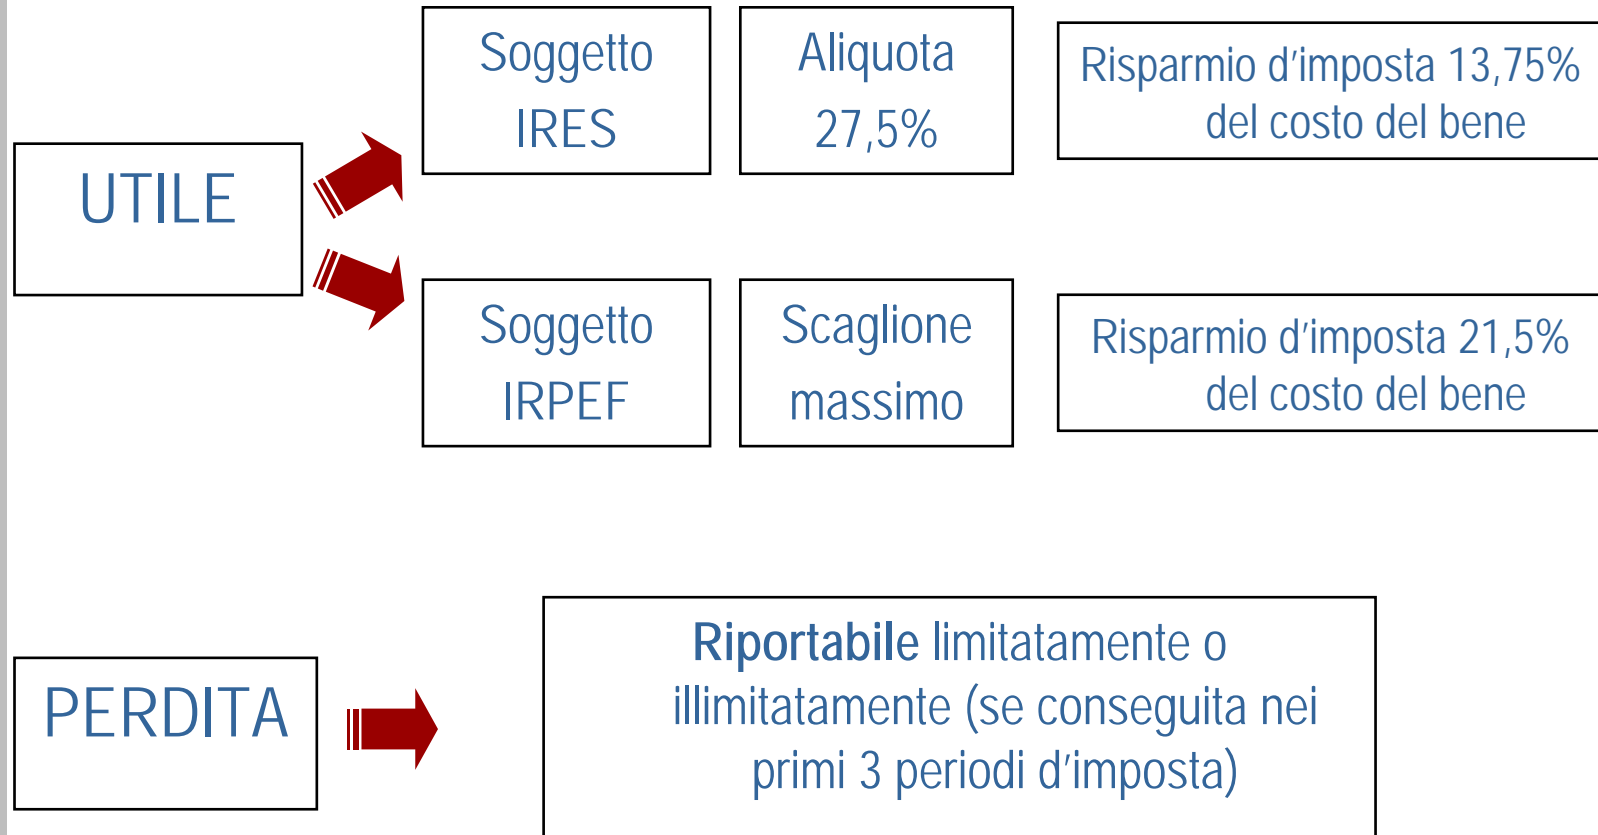 Soggetto
IRES
Aliquota
27,5%
Risparmio d'imposta 13,75%
del costo del bene
UTILE
Soggetto
IRPEF
Scaglione
massimo
Risparmio d'imposta 21,5%
del costo del bene
PERDITA
Riportabile limitatamente o
illimitatamente (se conseguita nei
primi 3 periodi d'imposta)